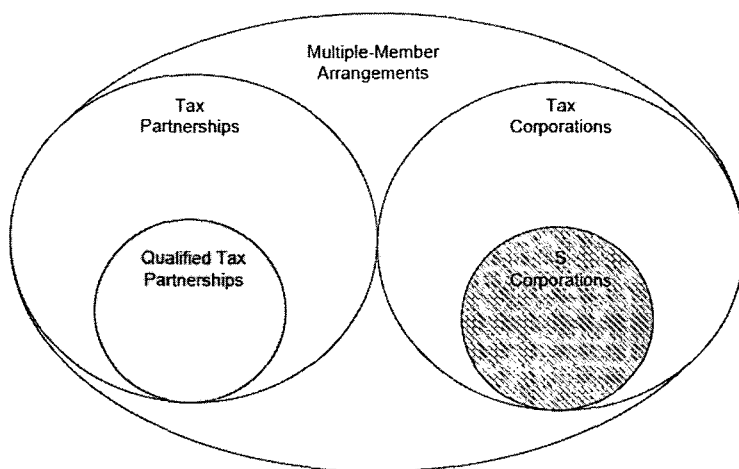 Multiple-Member
Arrangements
Tax
Partnerships
Tax
Corporations
Qualified Tax
Partnerships
S
Corporations